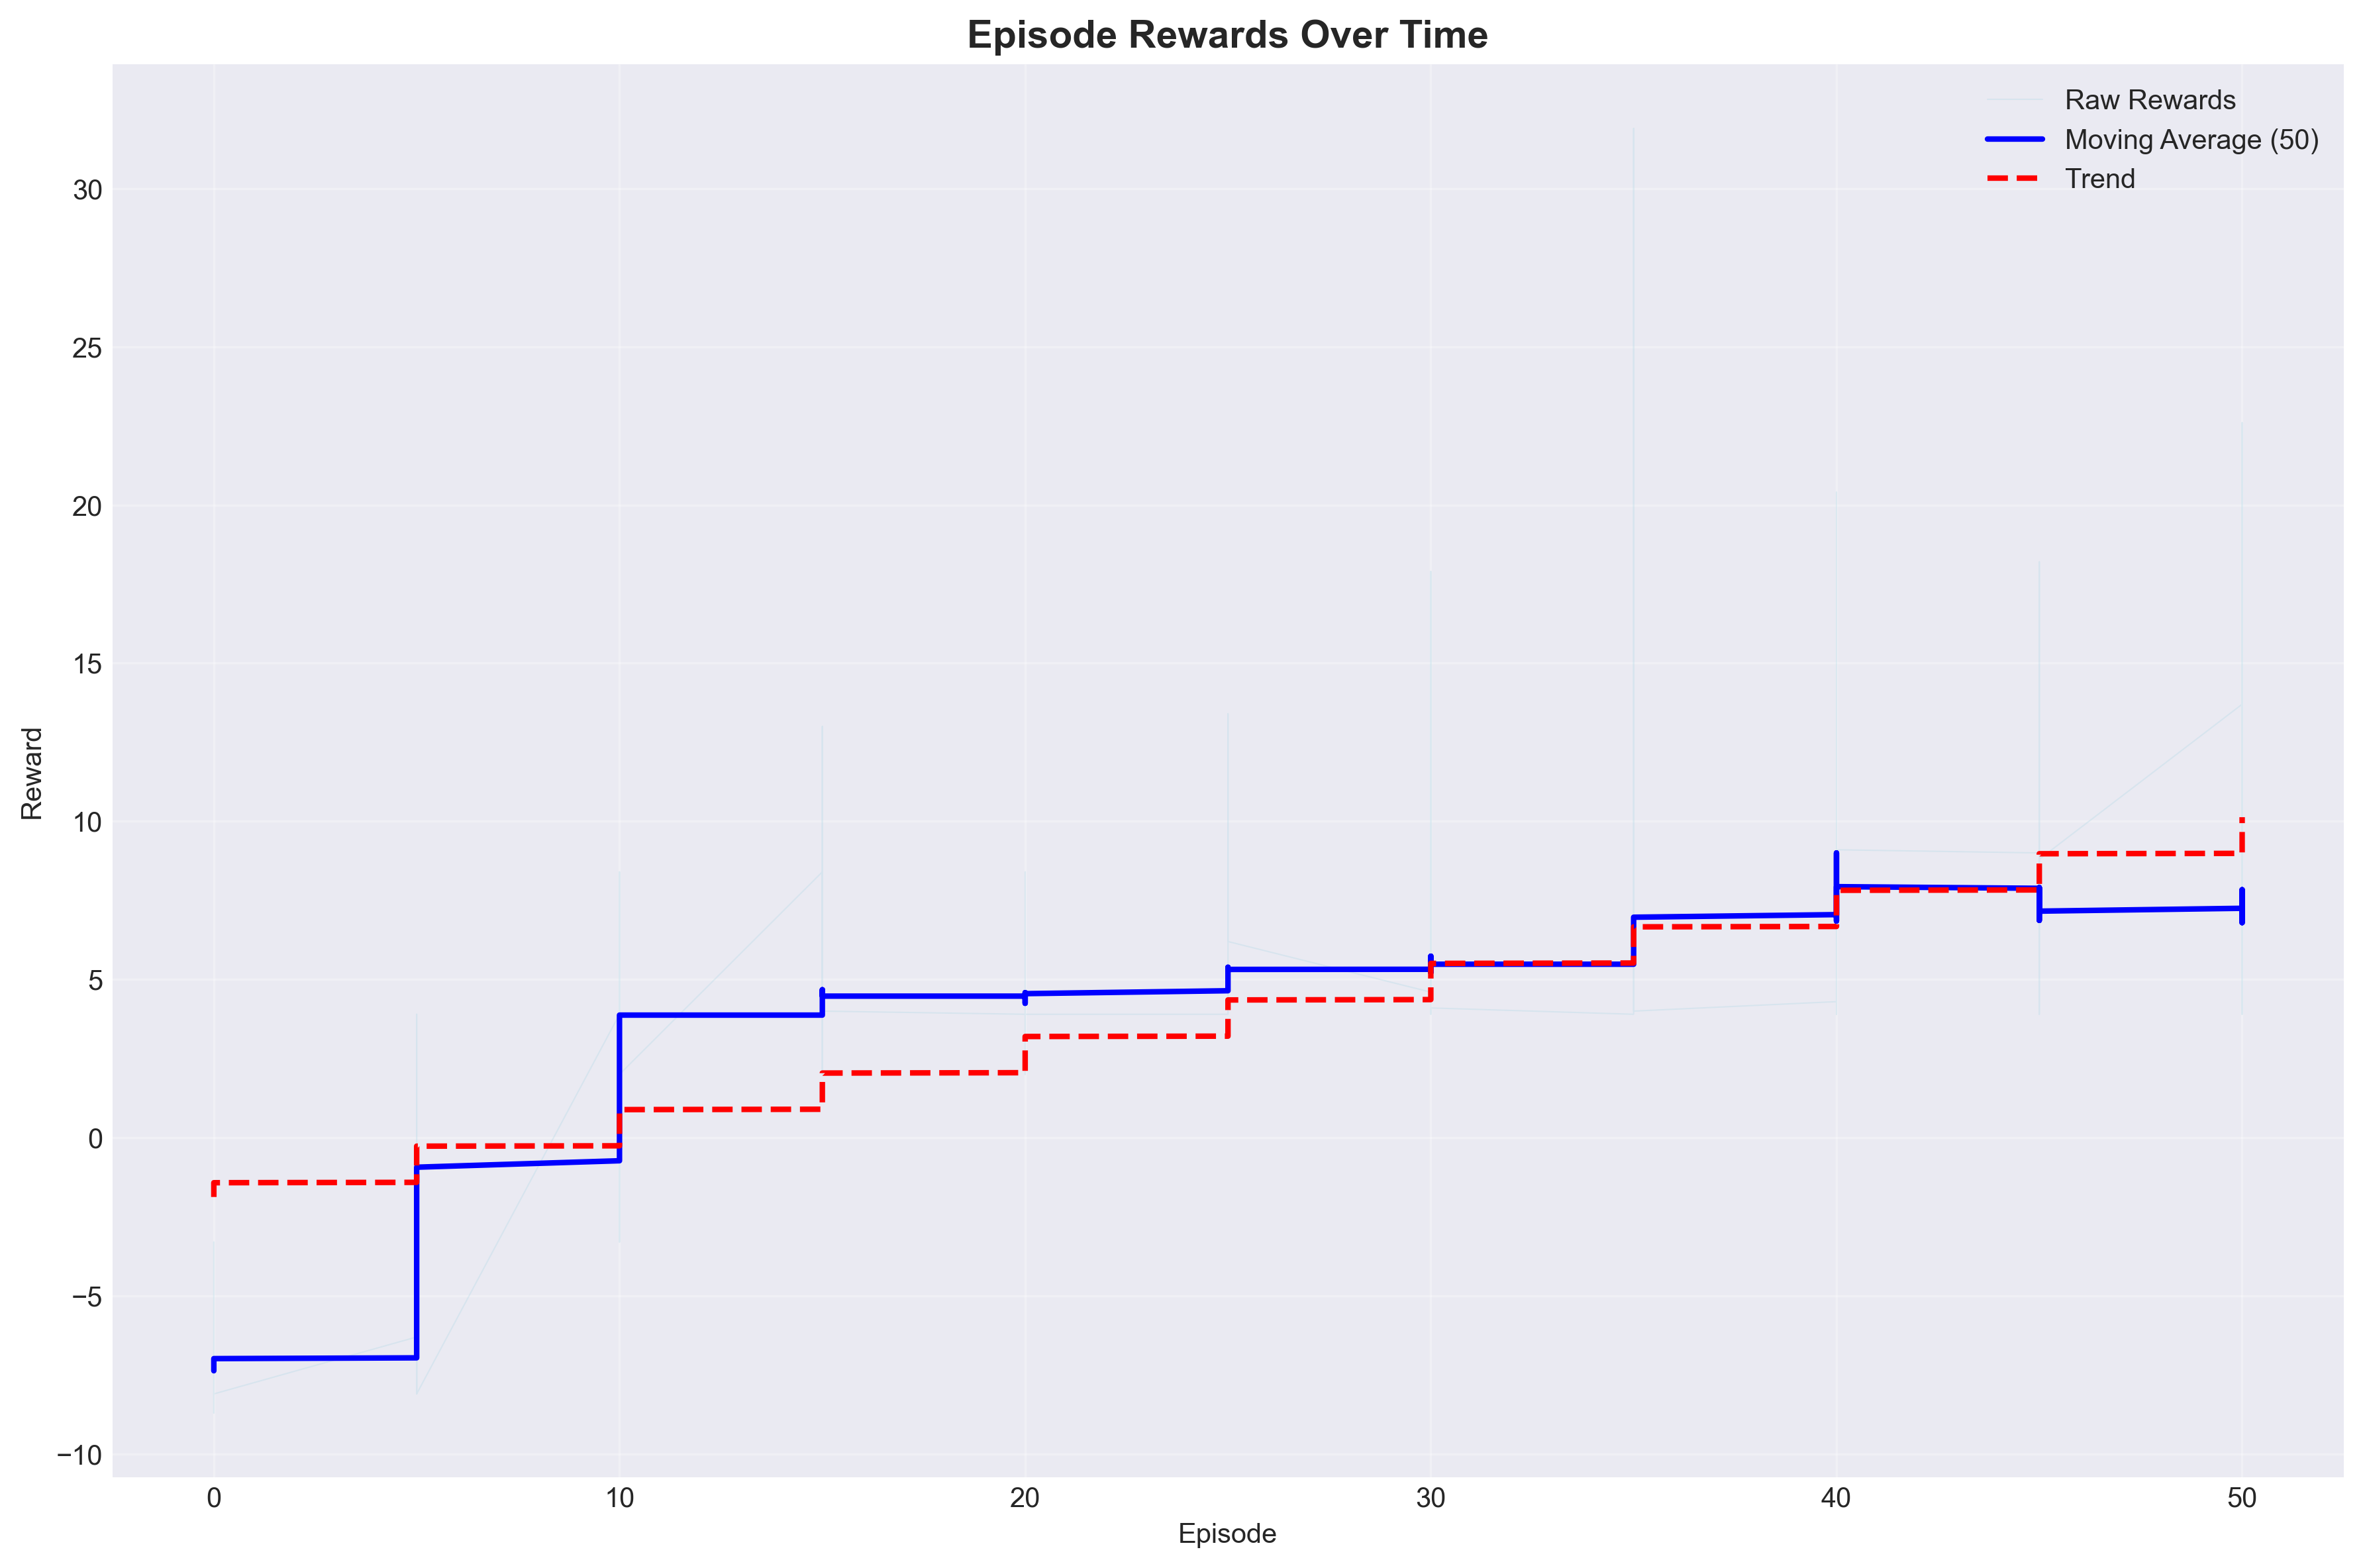 Episode Rewards Over Time
Raw Rewards
Moving Average (50)
Trend
30
25
20
15
10
5
0
−5
−10
Reward
0 10 20 30 40 50
Episode